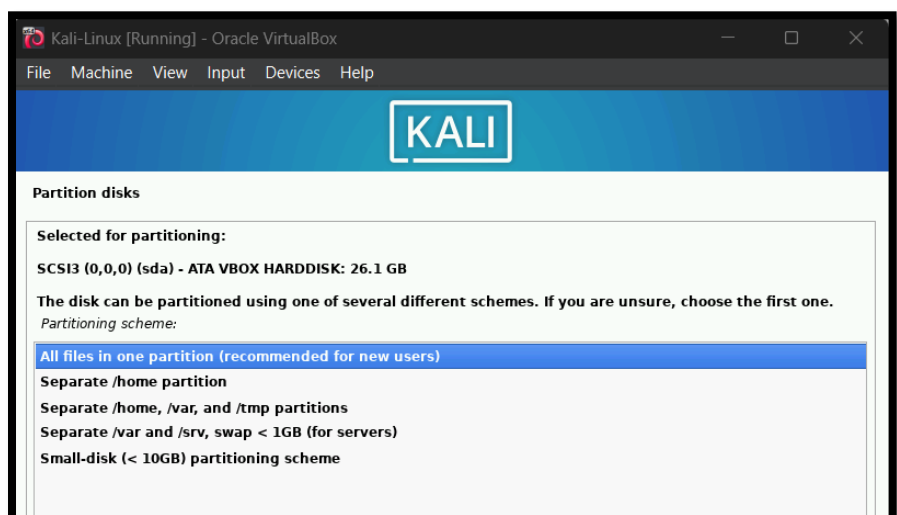 Kali-Linux [Running] - Oracle VirtualBox
File Machine View Input Devices Help
KALI
Partition disks
Selected for partitioning:
SCSI3 (0,0,0) (sda) - ATA VBOX HARDDISK: 26.1 GB
The disk can be partitioned using one of several different schemes. If you are unsure, choose the first one.
Partitioning scheme:
All files in one partition (recommended for new users)
Separate /home partition
Separate /home, /var, and /tmp partitions
Separate /var and /srv, swap < 1GB (for servers)
Small-disk (< 10GB) partitioning scheme